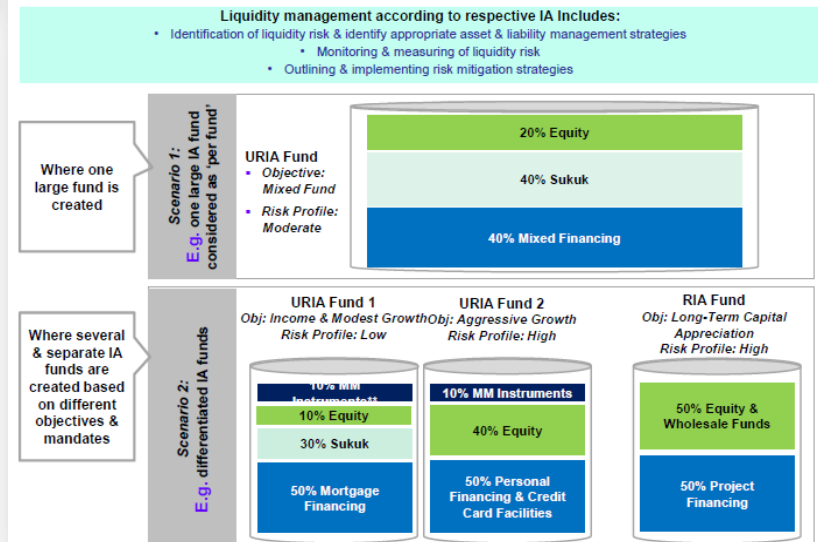 Liquidity management according to respective IA Includes:
• Identification of liquidity risk & identify appropriate asset & liability management strategies
• Monitoring & measuring of liquidity risk
• Outlining & implementing risk mitigation strategies
Where one
large fund is
created
Scenario 1:
E.g. one large IA fund
considered as 'per fund'
URIA Fund
▪ Objective:
Mixed Fund
▪ Risk Profile:
Moderate
20% Equity
40% Sukuk
40% Mixed Financing
Where several
& separate IA
funds are
created based
on different
objectives &
mandates
Scenario 2:
E.g. differentiated IA funds
URIA Fund 1
Obj: Income & Modest Growth
Risk Profile: Low
10% MM
Instruments**
10% Equity
30% Sukuk
50% Mortgage
Financing
URIA Fund 2
Obj: Aggressive Growth
Risk Profile: High
10% MM Instruments
40% Equity
50% Personal
Financing & Credit
Card Facilities
RIA Fund
Obj: Long-Term Capital
Appreciation
Risk Profile: High
50% Equity &
Wholesale Funds
50% Project
Financing